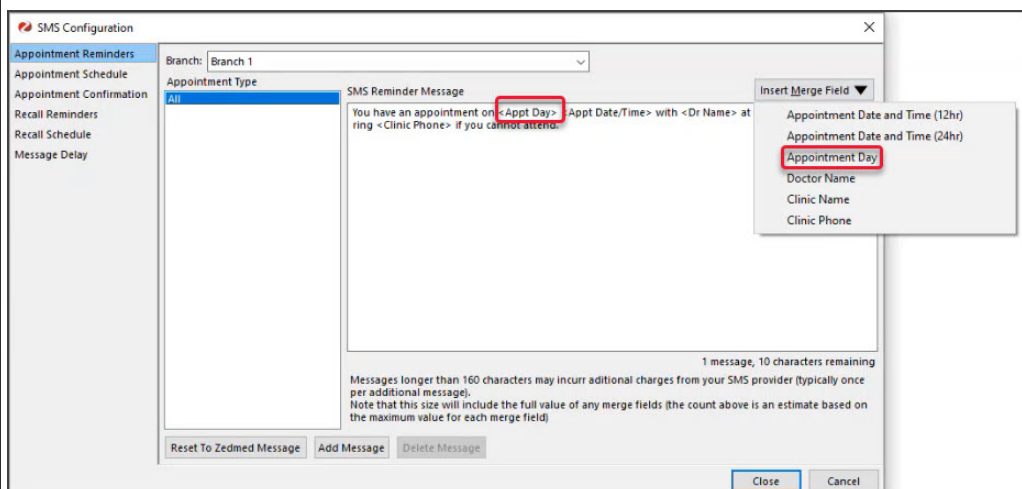 SMS Configuration
Appointment Reminders
Appointment Schedule
Appointment Confirmation
Recall Reminders
Recall Schedule
Message Delay
Branch: Branch 1
Appointment Type
All
SMS Reminder Message
Insert Merge Field
You have an appointment on <Appt Day> <Appt Date/Time> with <Dr Name> at
ring <Clinic Phone> if you cannot attend.
Appointment Date and Time (12hr)
Appointment Date and Time (24hr)
Appointment Day
Doctor Name
Clinic Name
Clinic Phone
1 message, 10 characters remaining
Messages longer than 160 characters may incurr aditional charges from your SMS provider (typically once
per additional message).
Note that this size will include the full value of any merge fields (the count above is an estimate based on
the maximum value for each merge field)
Reset To Zedmed Message
Add Message
Delete Message
Close
Cancel